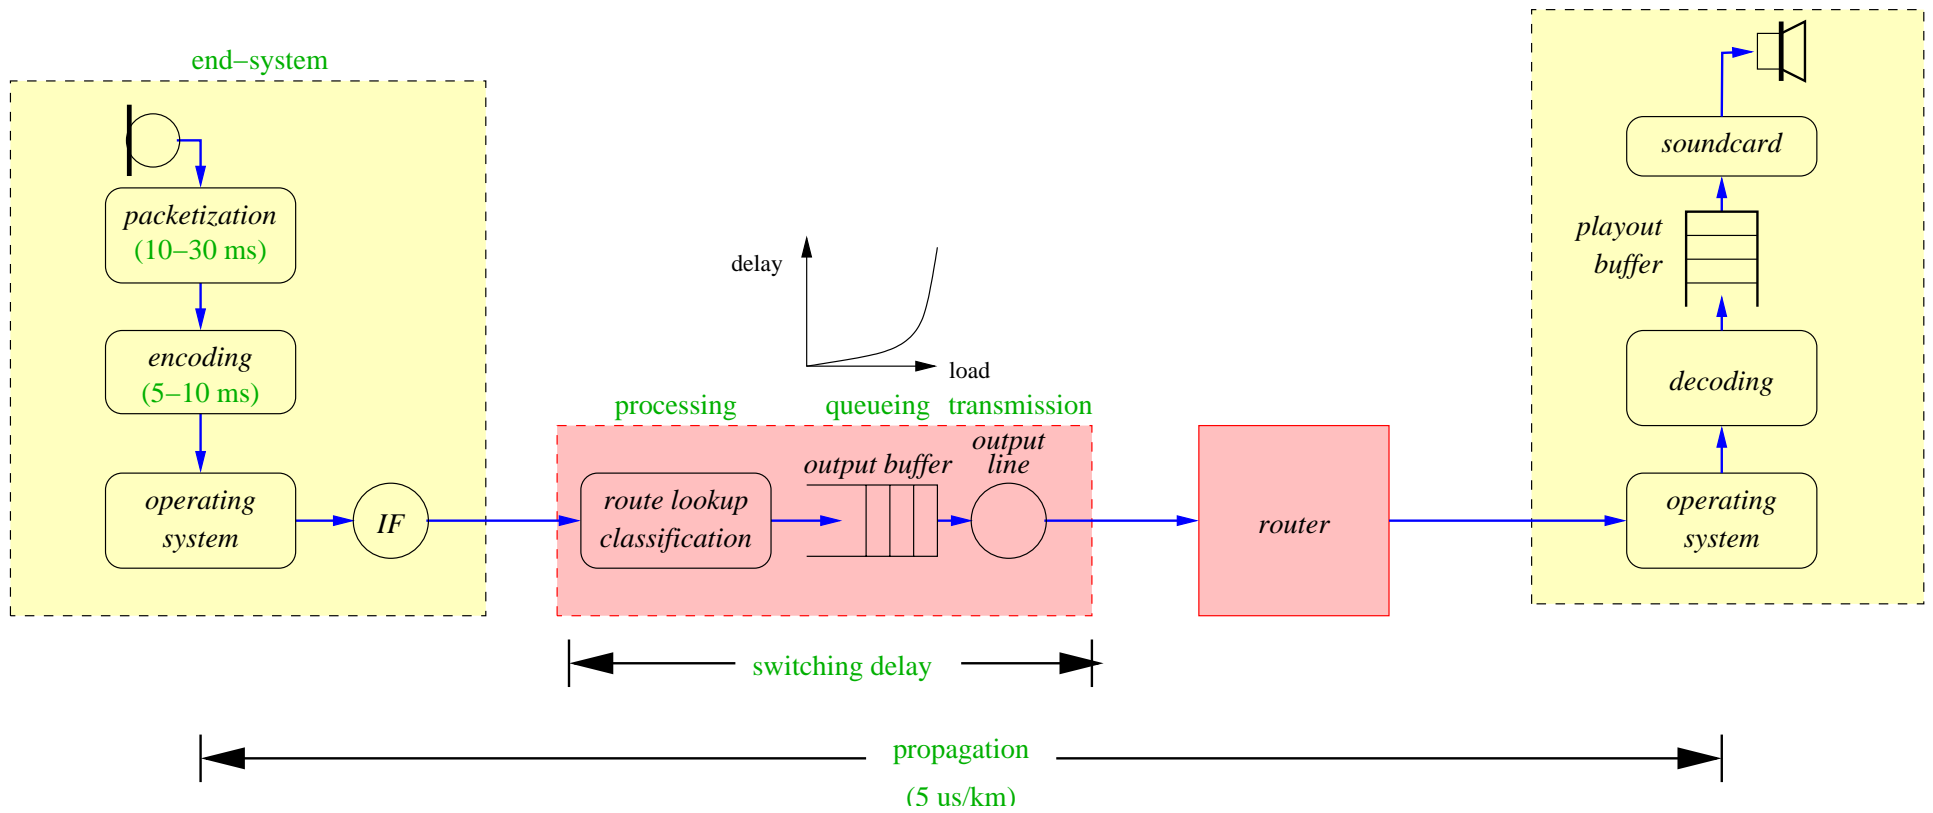 end−system
packetization
(10−30 ms)
encoding
(5−10 ms)
operating
system
IF
delay
load
processing
queueing
transmission
route lookup
classification
output buffer
output
line
switching delay
router
propagation
(5 us/km)
soundcard
playout
buffer
decoding
operating
system